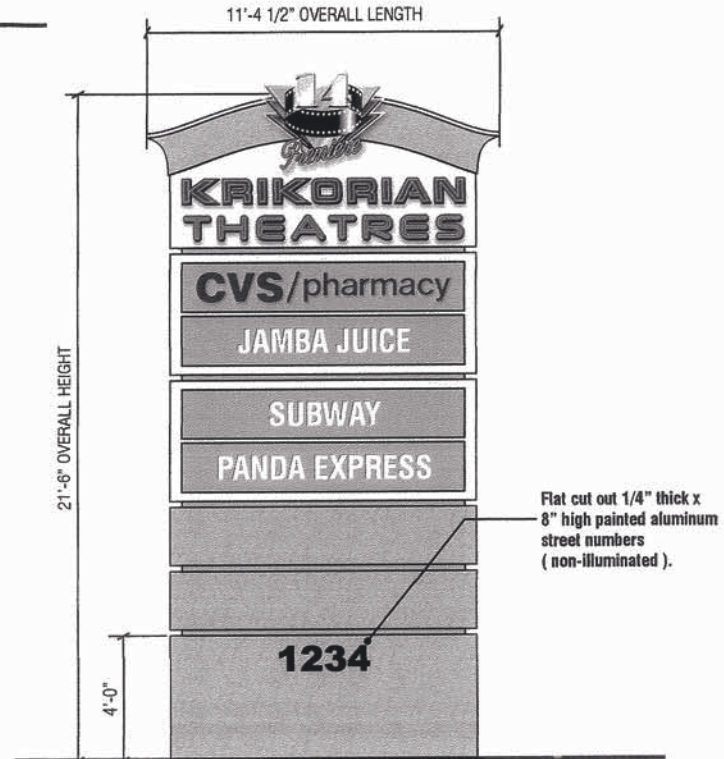 11'-4 1/2" OVERALL LENGTH
14
Premiere
KRIKORIAN
THEATRES
CVS/pharmacy
JAMBA JUICE
SUBWAY
PANDA EXPRESS
21'-6" OVERALL HEIGHT
Flat cut out 1/4" thick x
8" high painted aluminum
street numbers
( non-illuminated ).
1234
4'-0"